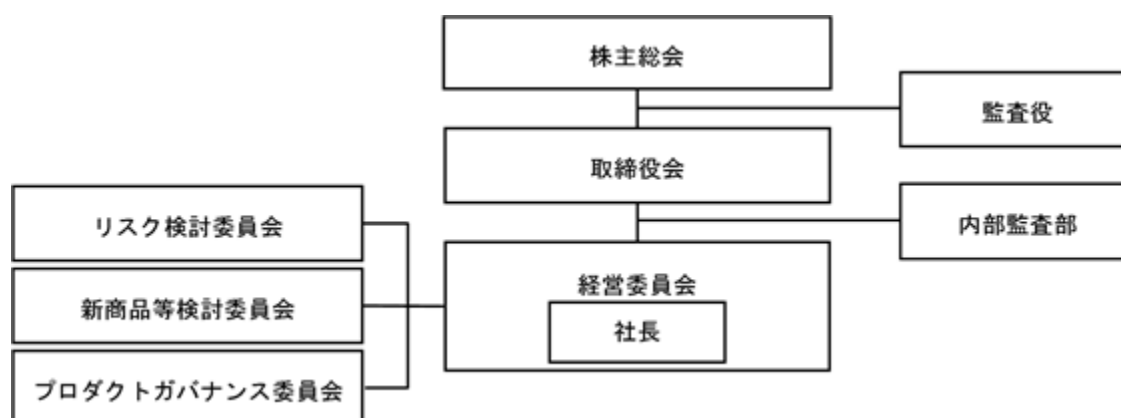 株主総会
監査役
取締役会
リスク検討委員会
内部監査部
経営委員会
新商品等検討委員会
社長
プロダクトガバナンス委員会